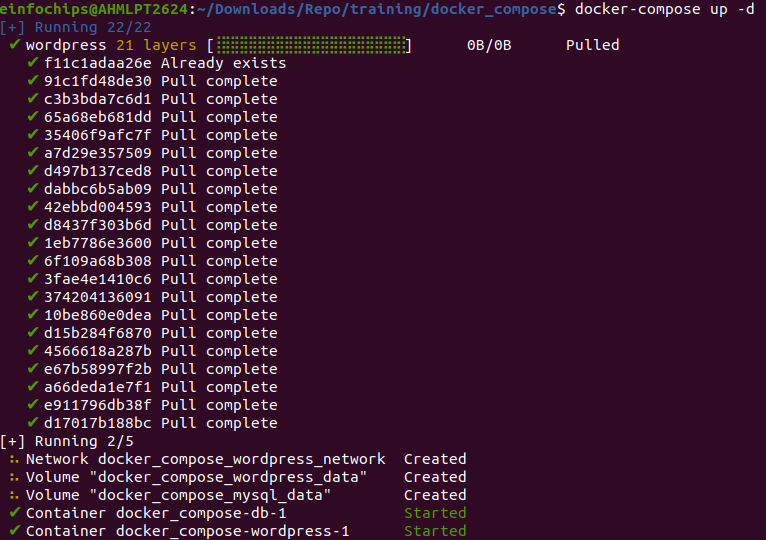 einfochips@AHMLPT2624:~/Downloads/Repo/training/docker_compose$ docker-compose up -d
[+] Running 22/22
✔ wordpress 21 layers [⣿⣿⣿⣿⣿⣿⣿⣿⣿⣿⣿⣿⣿⣿⣿⣿⣿⣿⣿⣿⣿] 0B/0B Pulled
✔ f11c1adaa26e Already exists
✔ 91c1fd48de30 Pull complete
✔ c3b3bda7c6d1 Pull complete
✔ 65a68eb681dd Pull complete
✔ 35406f9afc7f Pull complete
✔ a7d29e357509 Pull complete
✔ d497b137ced8 Pull complete
✔ dabbc6b5ab09 Pull complete
✔ 42ebbd004593 Pull complete
✔ d8437f303b6d Pull complete
✔ 1eb7786e3600 Pull complete
✔ 6f109a68b308 Pull complete
✔ 3fae4e1410c6 Pull complete
✔ 374204136091 Pull complete
✔ 10be860e0dea Pull complete
✔ d15b284f6870 Pull complete
✔ 4566618a287b Pull complete
✔ e67b58997f2b Pull complete
✔ a66deda1e7f1 Pull complete
✔ e911796db38f Pull complete
✔ d17017b188bc Pull complete
[+] Running 2/5
⠦ Network docker_compose_wordpress_network Created
⠦ Volume "docker_compose_wordpress_data" Created
⠦ Volume "docker_compose_mysql_data" Created
✔ Container docker_compose-db-1 Started
✔ Container docker_compose-wordpress-1 Started